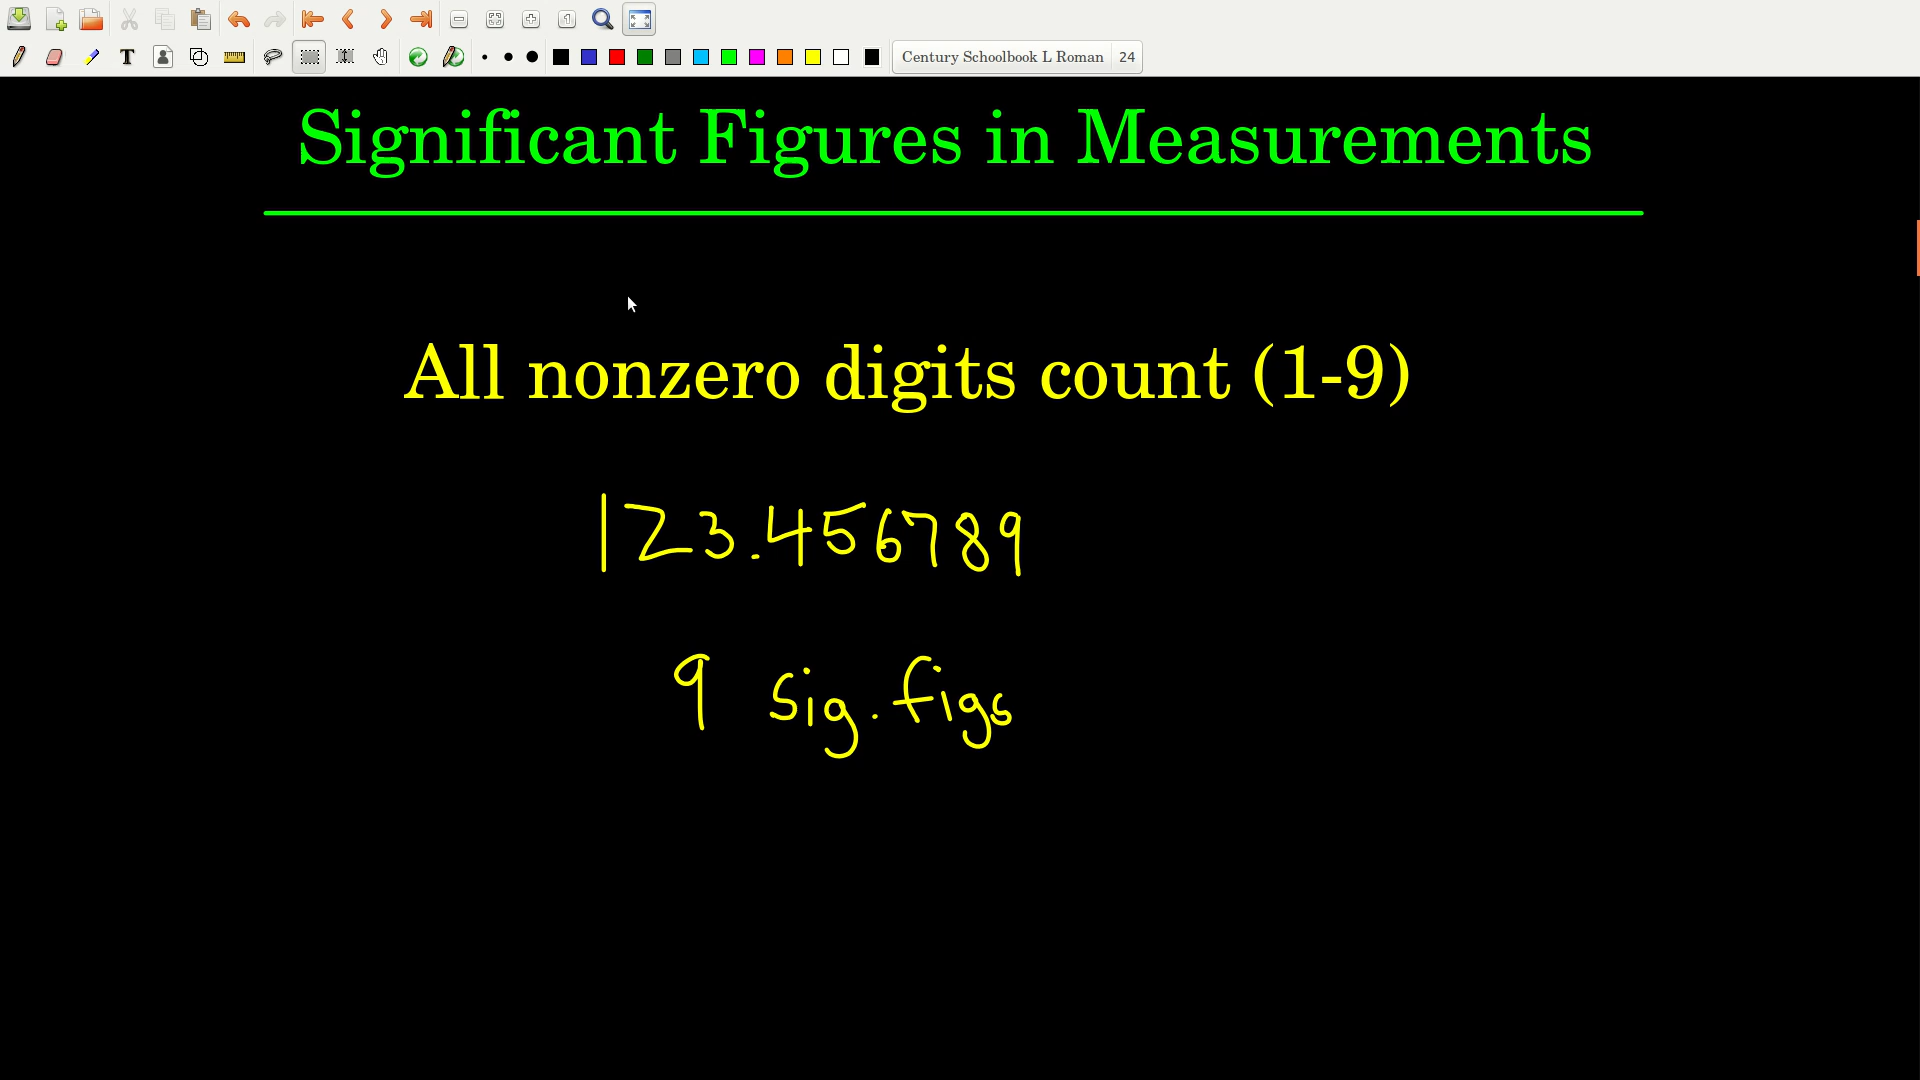 Century Schoolbook L Roman 24
Significant Figures in Measurements
All nonzero digits count (1-9)
123.456789
9 sig. figs